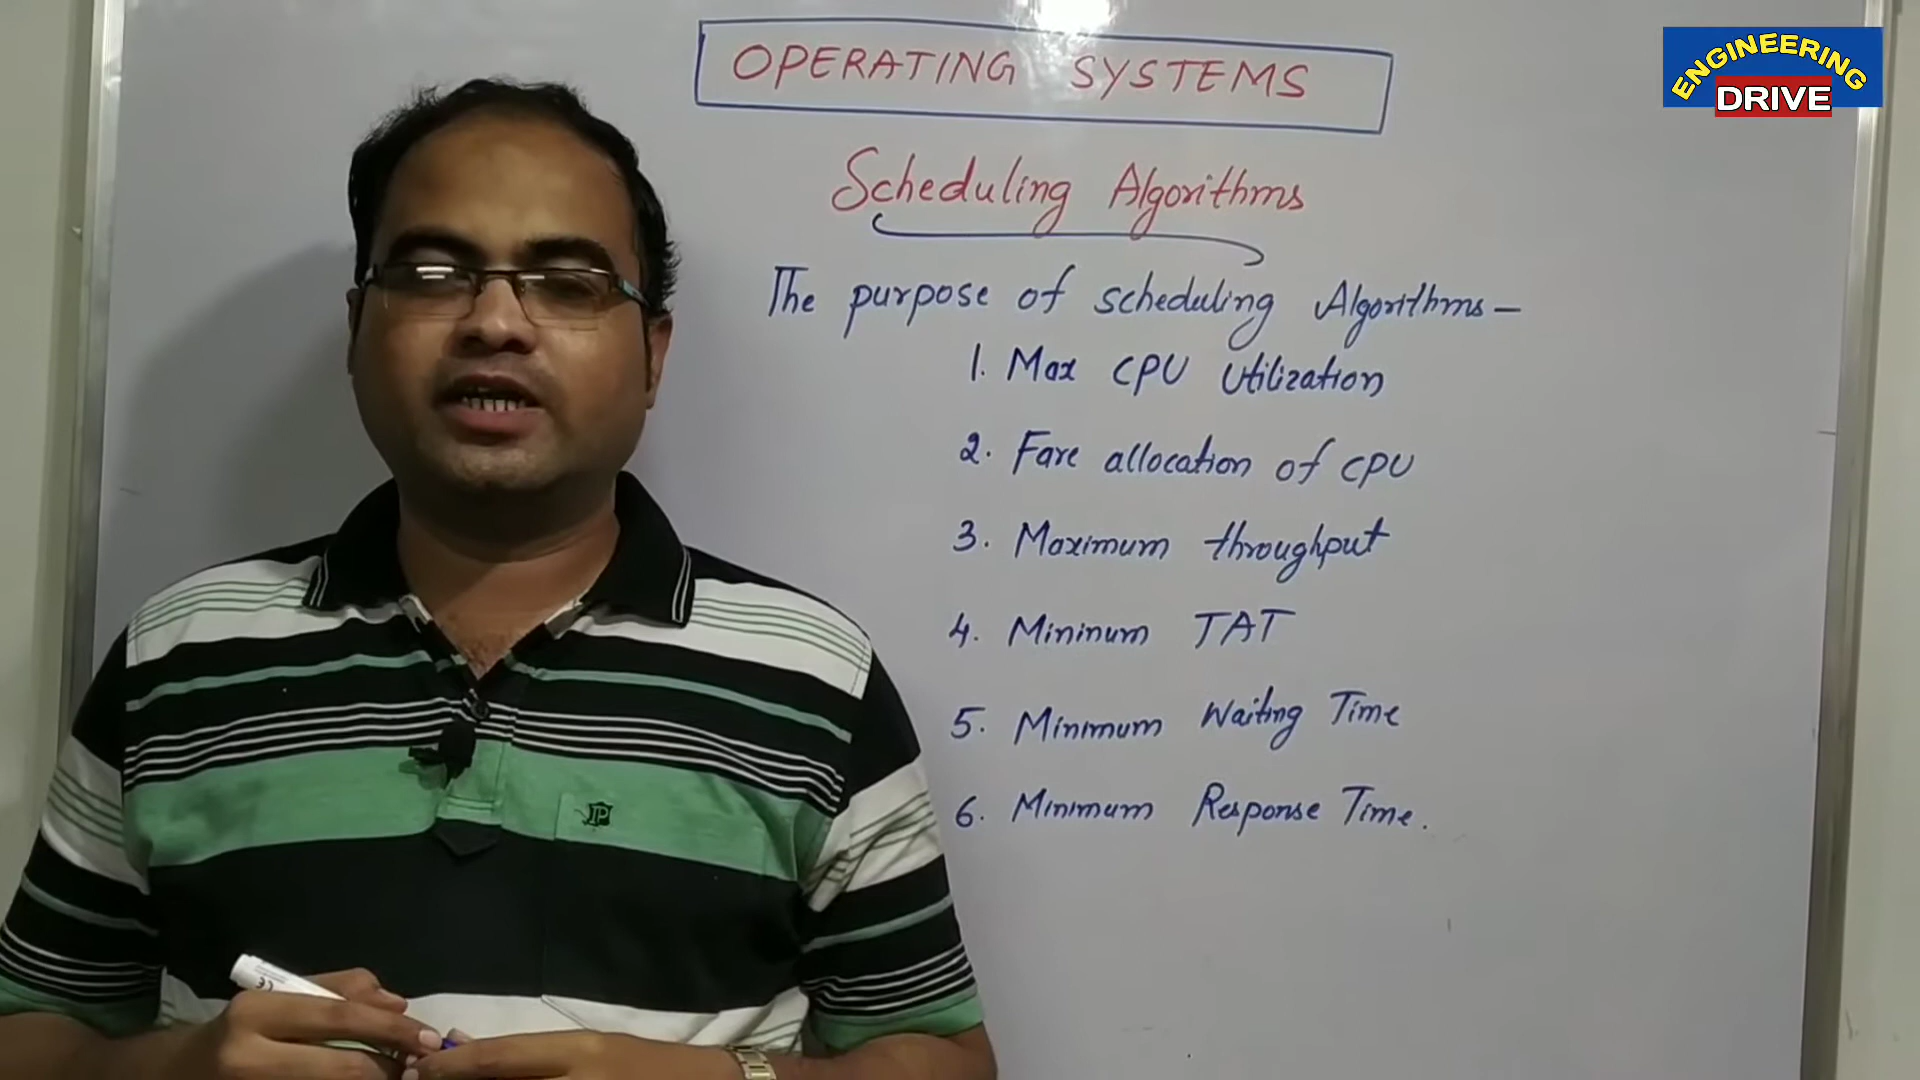 OPERATING SYSTEMS
ENGINEERING
DRIVE
Scheduling Algorithms
The purpose of scheduling Algorithms -
1. Max CPU Utilization
2. Fare allocation of CPU
3. Maximum throughput
4. Mininum TAT
5. Minimum Waiting Time
6. Minimum Response Time.